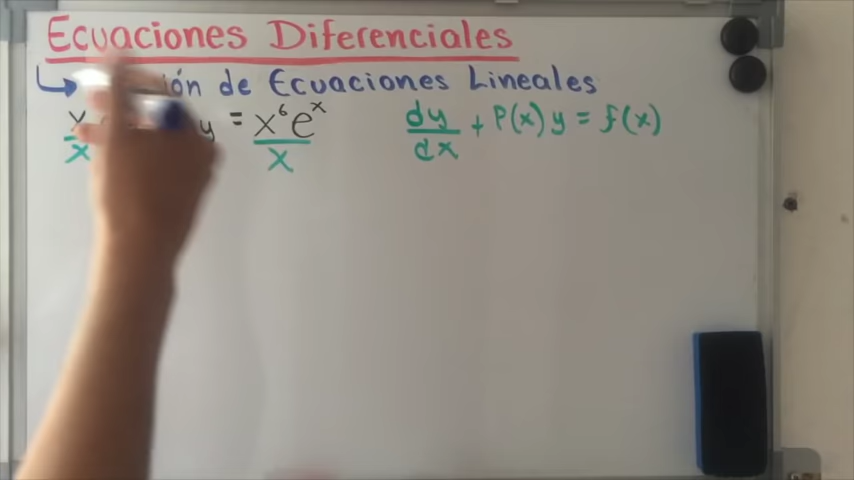 Ecuaciones Diferenciales
↳ ión de Ecuaciones Lineales
y = x⁶eˣ / x    dy/dx + P(x)y = f(x)
x